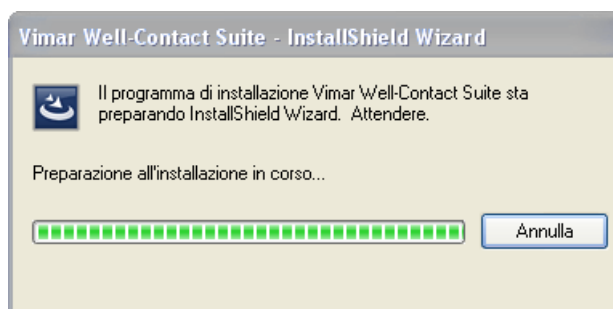 Vimar Well-Contact Suite - InstallShield Wizard
Il programma di installazione Vimar Well-Contact Suite sta
preparando InstallShield Wizard. Attendere.
Preparazione all'installazione in corso...
Annulla